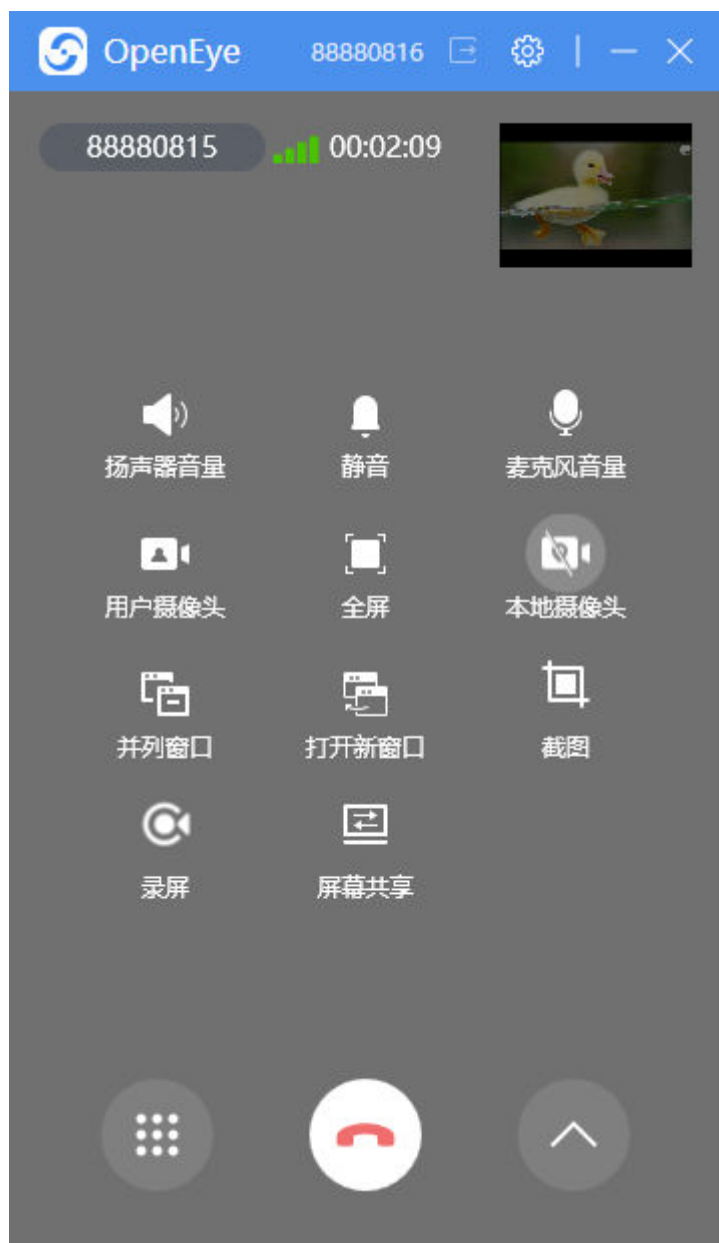 OpenEye 88880816
88880815 00:02:09
扬声器音量 静音 麦克风音量
用户摄像头 全屏 本地摄像头
并列窗口 打开新窗口 截图
录屏 屏幕共享